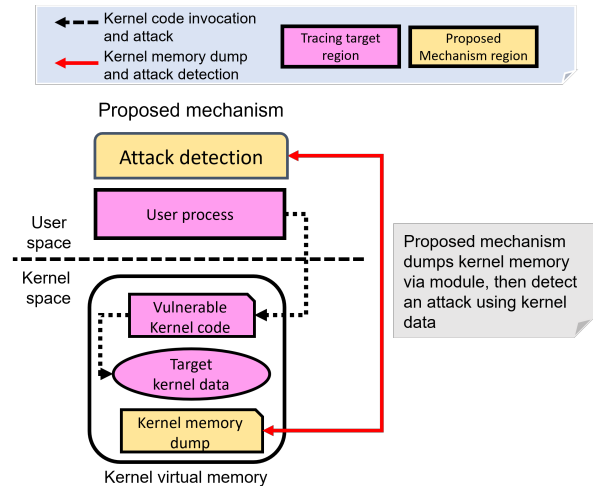 Kernel code invocation
and attack
Kernel memory dump
and attack detection
Tracing target
region
Proposed
Mechanism region
Proposed mechanism
Attack detection
User process
User
space
Kernel
space
Vulnerable
Kernel code
Target
kernel data
Kernel memory
dump
Kernel virtual memory
Proposed mechanism
dumps kernel memory
via module, then detect
an attack using kernel
data